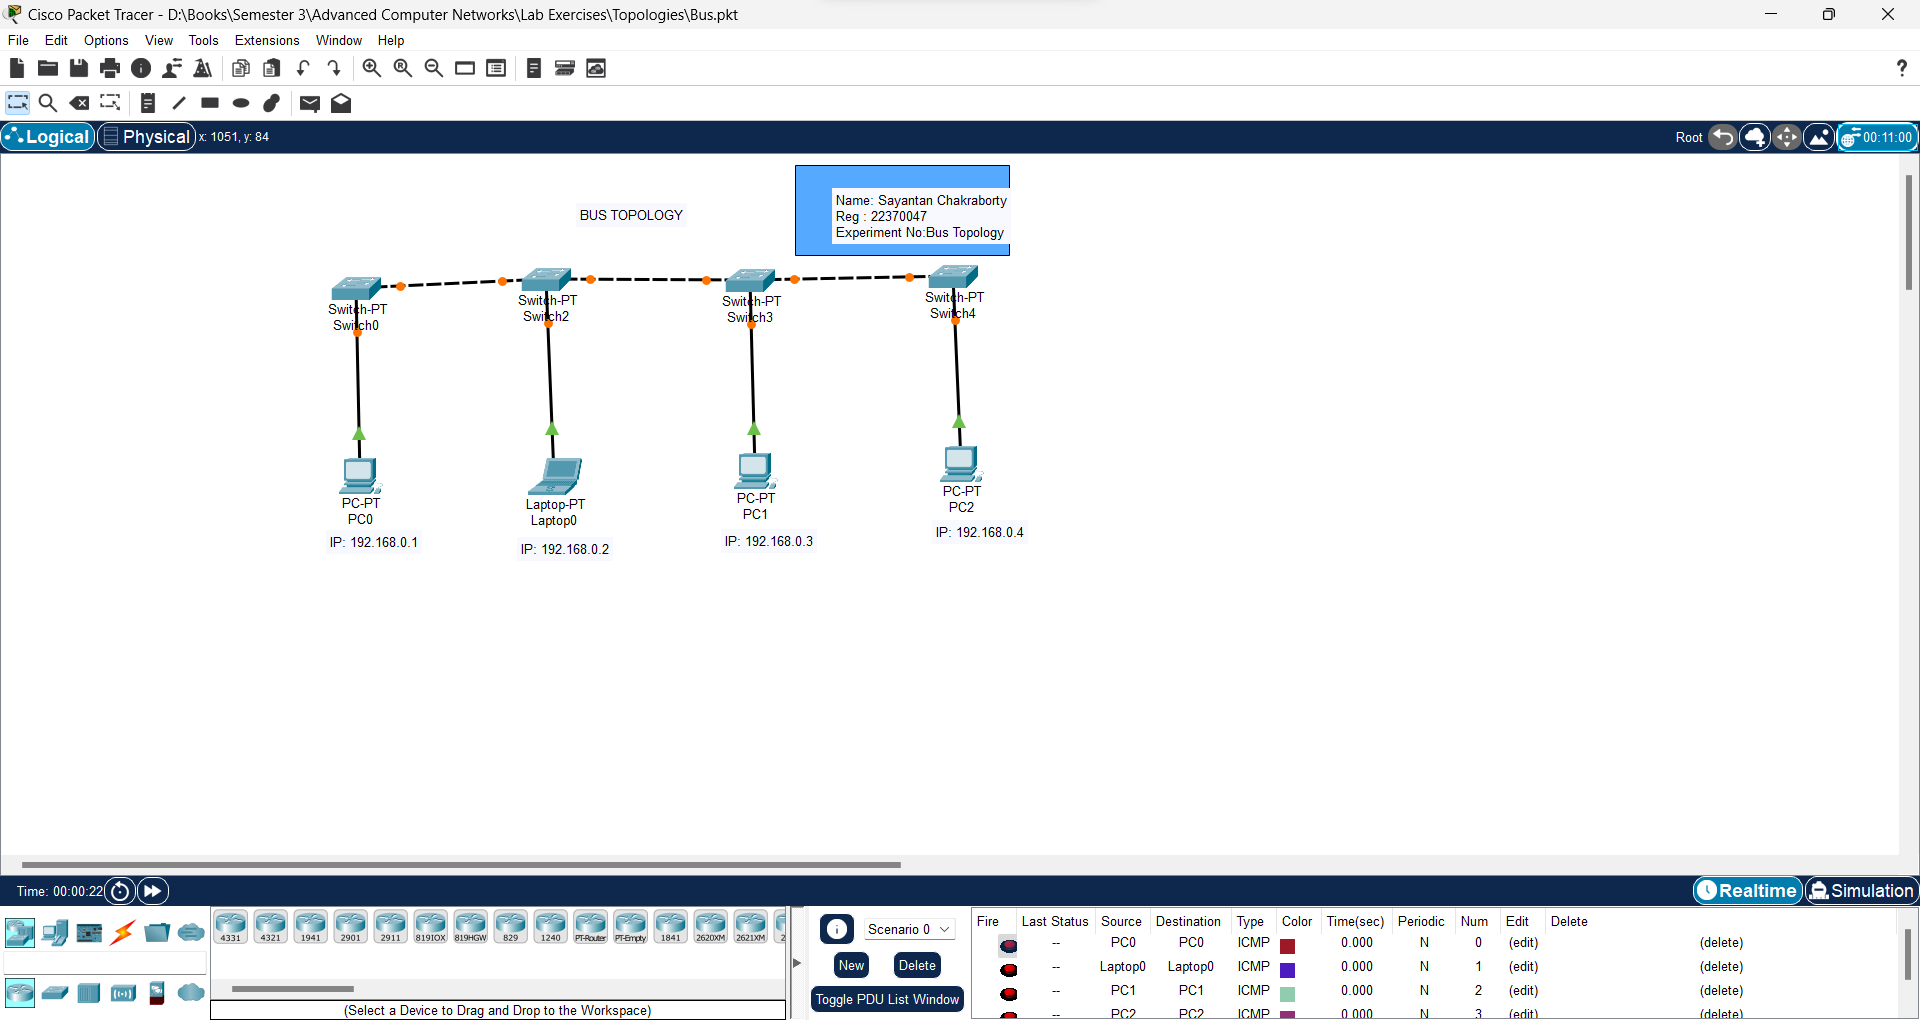 Cisco Packet Tracer - D:\Books\Semester 3\Advanced Computer Networks\Lab Exercises\Topologies\Bus.pkt
File Edit Options View Tools Extensions Window Help
Logical Physical x: 1051, y: 84 Root 00:11:00
BUS TOPOLOGY
Name: Sayantan Chakraborty
Reg : 22370047
Experiment No:Bus Topology
Switch-PT
Switch0
Switch-PT
Switch2
Switch-PT
Switch3
Switch-PT
Switch4
PC-PT
PC0
IP: 192.168.0.1
Laptop-PT
Laptop0
IP: 192.168.0.2
PC-PT
PC1
IP: 192.168.0.3
PC-PT
PC2
IP: 192.168.0.4
Time: 00:00:22 Realtime Simulation
4331 4321 1941 2901 2911 819IOX 819HGW 829 1240 PT-Router PT-Empty 1841 2620XM 2621XM 2
(Select a Device to Drag and Drop to the Workspace)
Scenario 0
New Delete
Toggle PDU List Window
Fire Last Status Source Destination Type Color Time(sec) Periodic Num Edit Delete
-- PC0 PC0 ICMP 0.000 N 0 (edit) (delete)
-- Laptop0 Laptop0 ICMP 0.000 N 1 (edit) (delete)
-- PC1 PC1 ICMP 0.000 N 2 (edit) (delete)
-- PC2 PC2 ICMP 0.000 N 3 (edit) (delete)